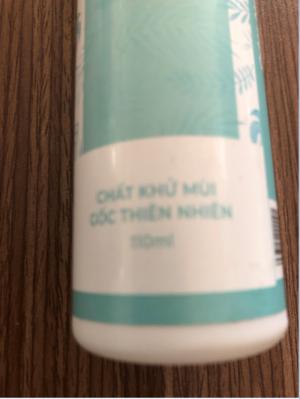 CHẤT KHỬ MÙI
GỐC THIÊN NHIÊN
110ml